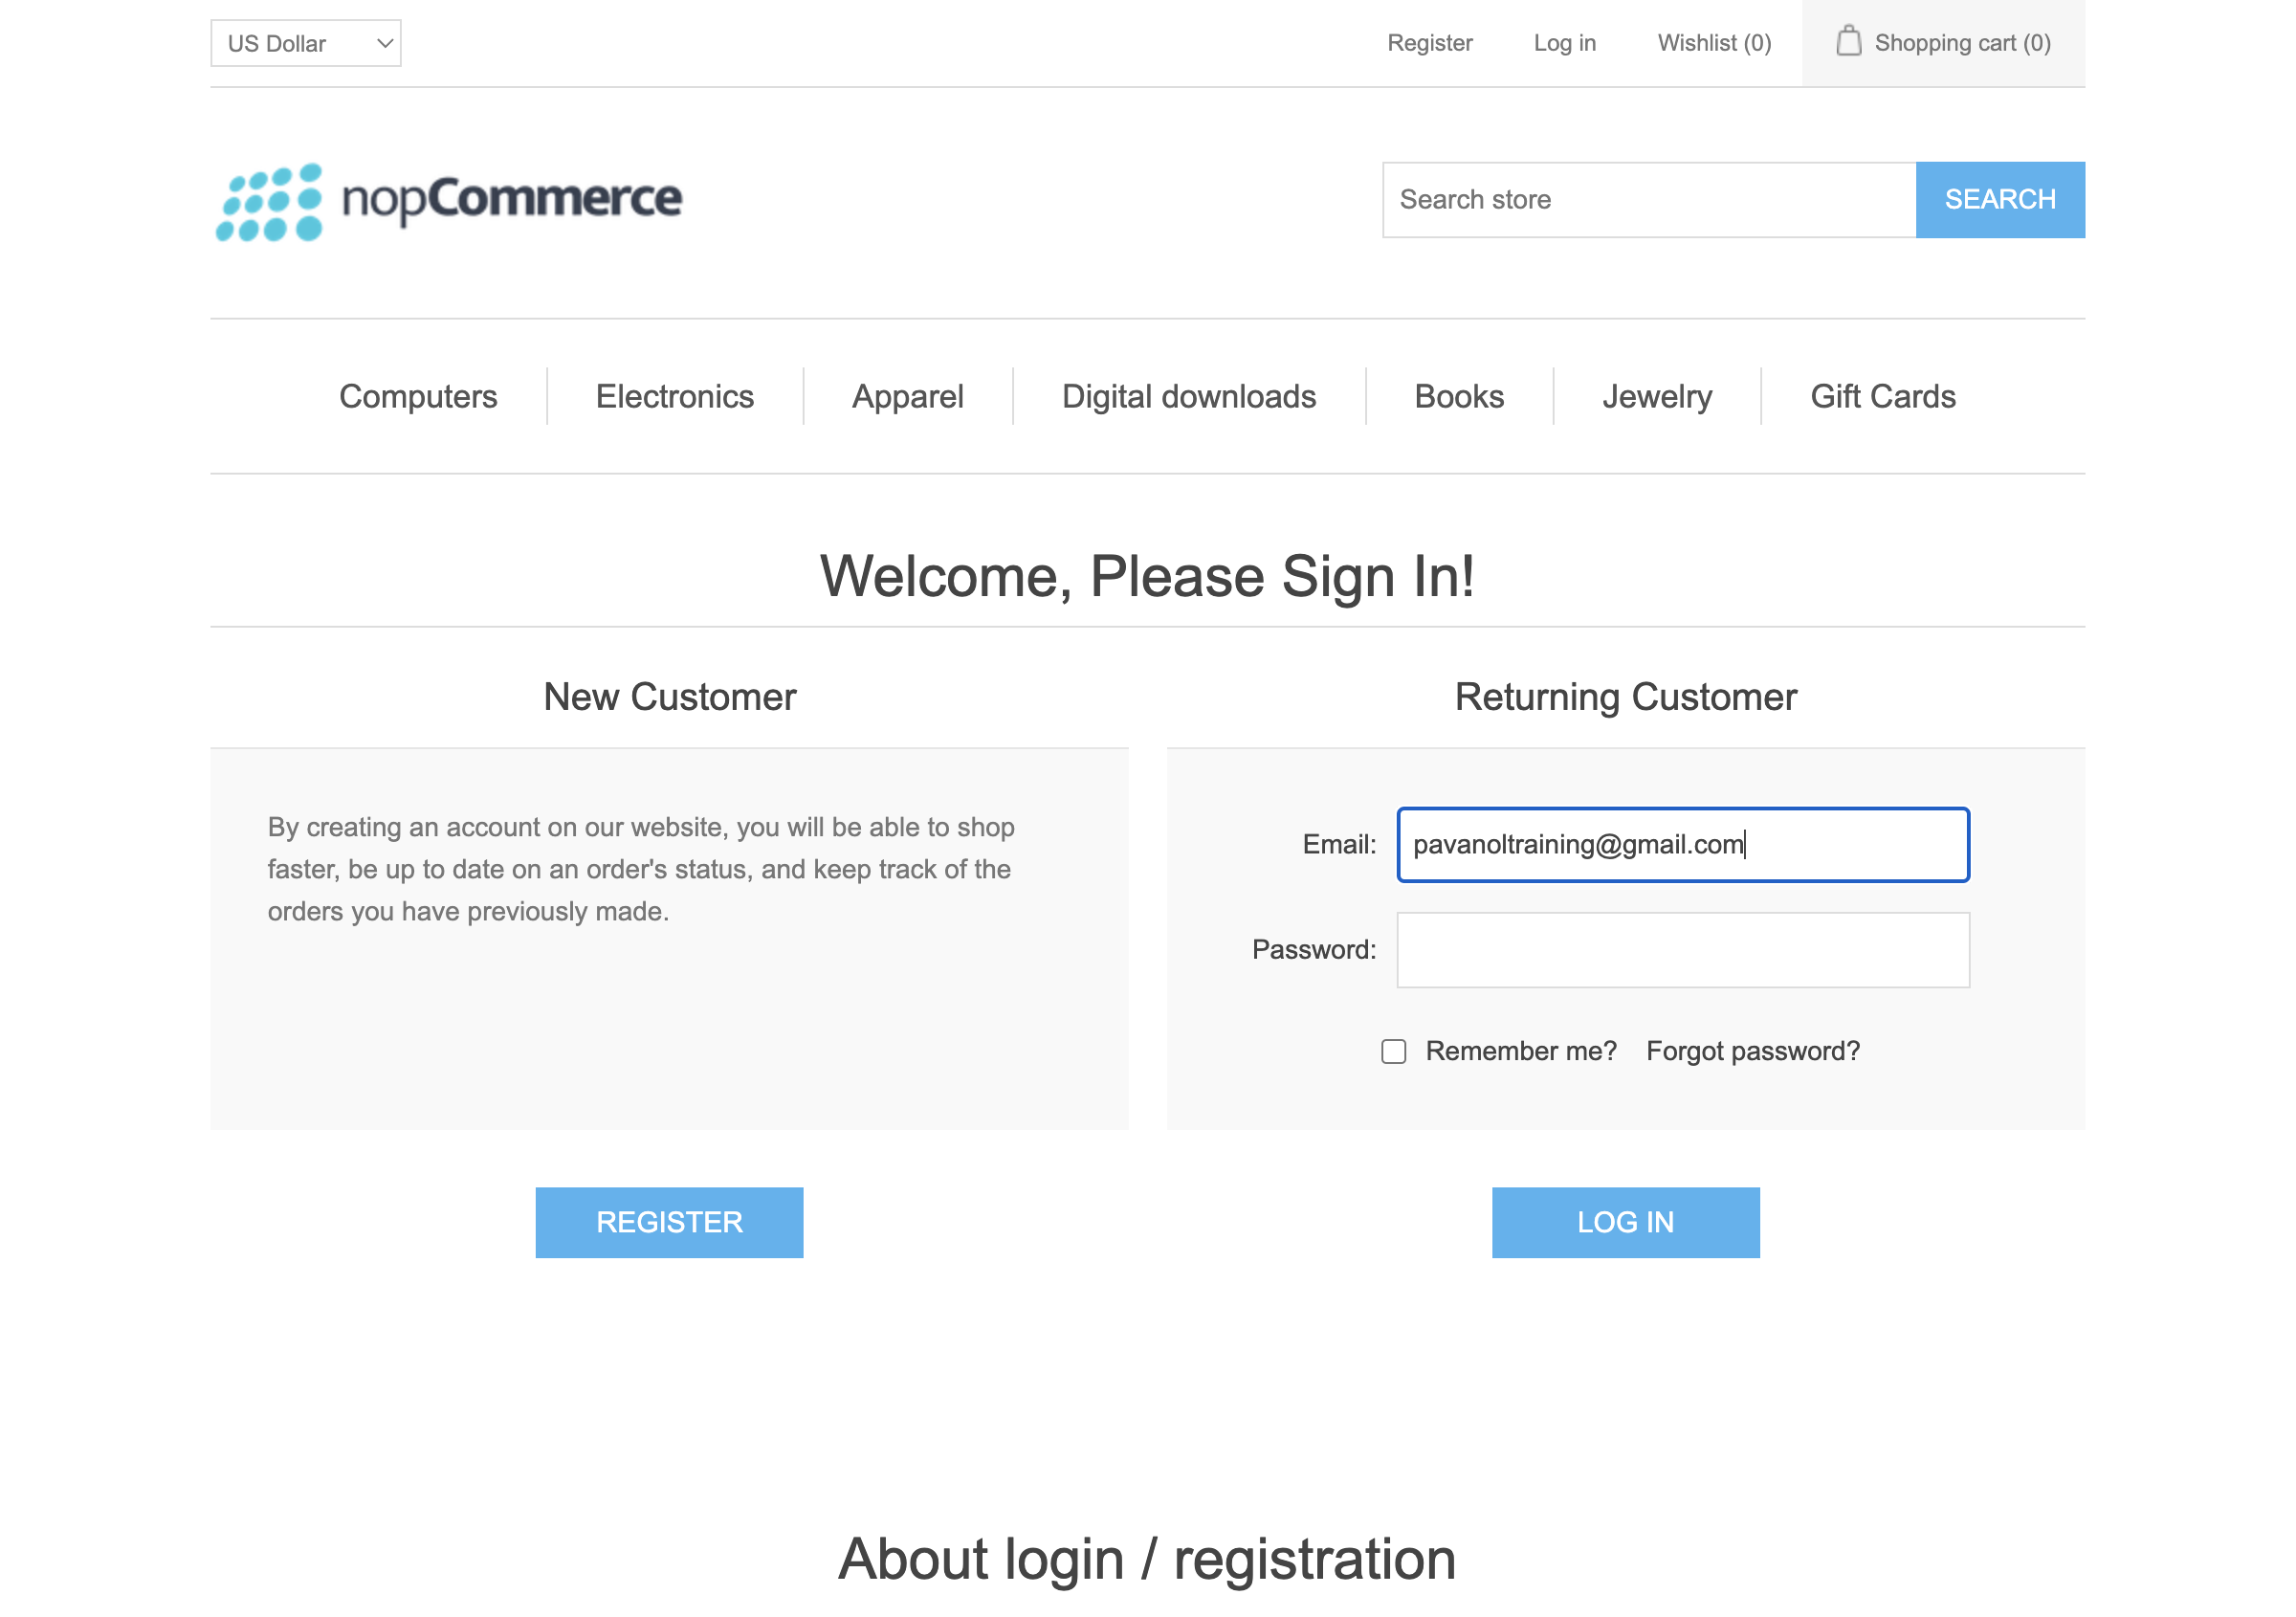 US Dollar
Register
Log in
Wishlist (0)
Shopping cart (0)
nopCommerce
Search store
SEARCH
Computers
Electronics
Apparel
Digital downloads
Books
Jewelry
Gift Cards
Welcome, Please Sign In!
New Customer
By creating an account on our website, you will be able to shop
faster, be up to date on an order's status, and keep track of the
orders you have previously made.
REGISTER
Returning Customer
Email:
pavanoltraining@gmail.com
Password:
Remember me?
Forgot password?
LOG IN
About login / registration